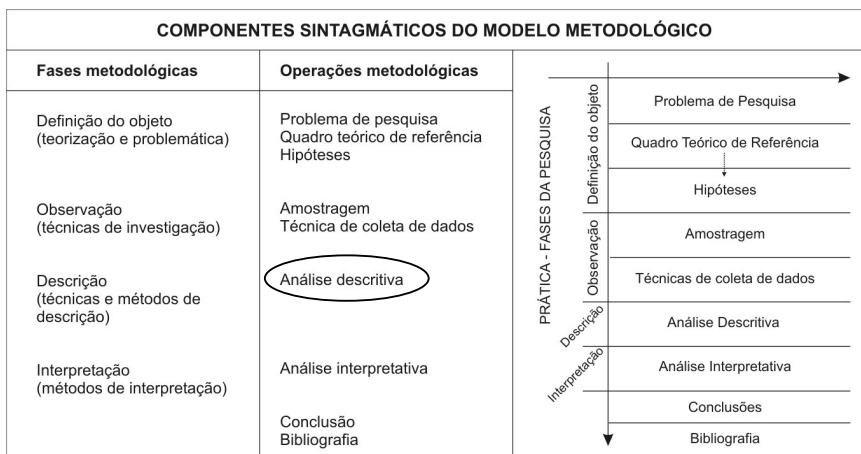 COMPONENTES SINTAGMÁTICOS DO MODELO METODOLÓGICO
Fases metodológicas
Definição do objeto
(teorização e problemática)
Observação
(técnicas de investigação)
Descrição
(técnicas e métodos de
descrição)
Interpretação
(métodos de interpretação)
Operações metodológicas
Problema de pesquisa
Quadro teórico de referência
Hipóteses
Amostragem
Técnica de coleta de dados
Análise descritiva
Análise interpretativa
Conclusão
Bibliografia
PRÁTICA - FASES DA PESQUISA
Definição do objeto
Observação
Descrição
Interpretação
Problema de Pesquisa
Quadro Teórico de Referência
Hipóteses
Amostragem
Técnicas de coleta de dados
Análise Descritiva
Análise Interpretativa
Conclusões
Bibliografia